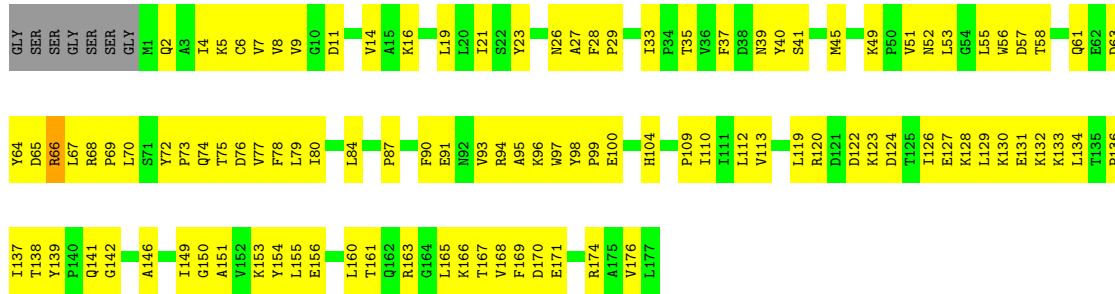 GLY SER SER GLY SER SER GLY M1 Q2 A3 I4 K5 C6 V7 V8 Y9 G10 D11 V14 A15 K16 L19 L20 I21 S22 Y23 N26 A27 F28 P29 I33 P34 T35 V36 F37 D38 N39 Y40 S41 M45 K49 P50 V51 N52 L53 G54 L55 W56 D57 T58 Q61 E62
Y64 D65 R66 L67 R68 P69 L70 S71 Y72 P73 Q74 T75 D76 V77 F78 L79 I80 L84 P87 F90 E91 N92 V93 R94 A95 K96 W97 Y98 P99 E100 H104 P109 I110 I111 L112 V113 L119 R120 D121 D122 K123 D124 T125 I126 E127 K128 L129 K130 E131 K132 K133 L134 T135
I137 T138 Y139 P140 Q141 G142 A146 I149 G150 A151 V152 K153 Y154 L155 E156 L160 T161 Q162 R163 G164 L165 K166 T167 V168 F169 D170 E171 R174 A175 V176 L177